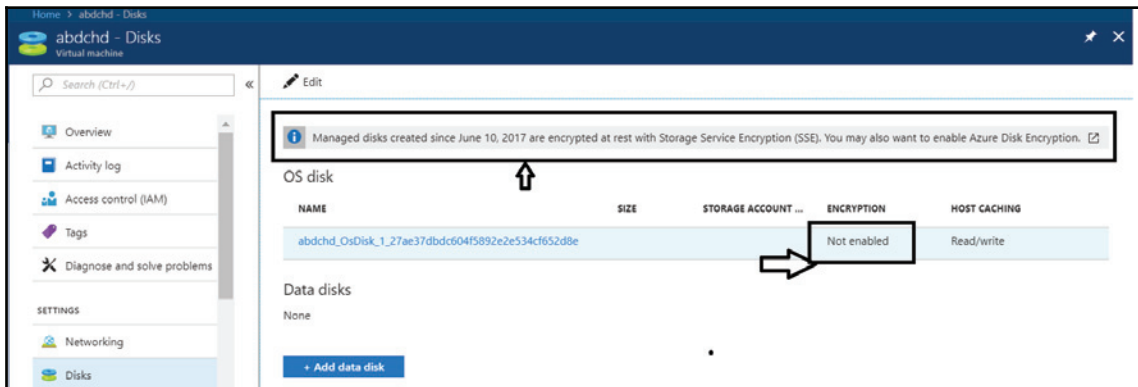 Home > abdchd - Disks
abdchd - Disks
Virtual machine
Search (Ctrl+/)
Overview
Activity log
Access control (IAM)
Tags
Diagnose and solve problems
SETTINGS
Networking
Disks
Edit
Managed disks created since June 10, 2017 are encrypted at rest with Storage Service Encryption (SSE). You may also want to enable Azure Disk Encryption.
OS disk
NAME SIZE STORAGE ACCOUNT ... ENCRYPTION HOST CACHING
abdchd_OsDisk_1_27ae37dbdc604f5892e2e534cf652d8e Not enabled Read/write
Data disks
None
+ Add data disk